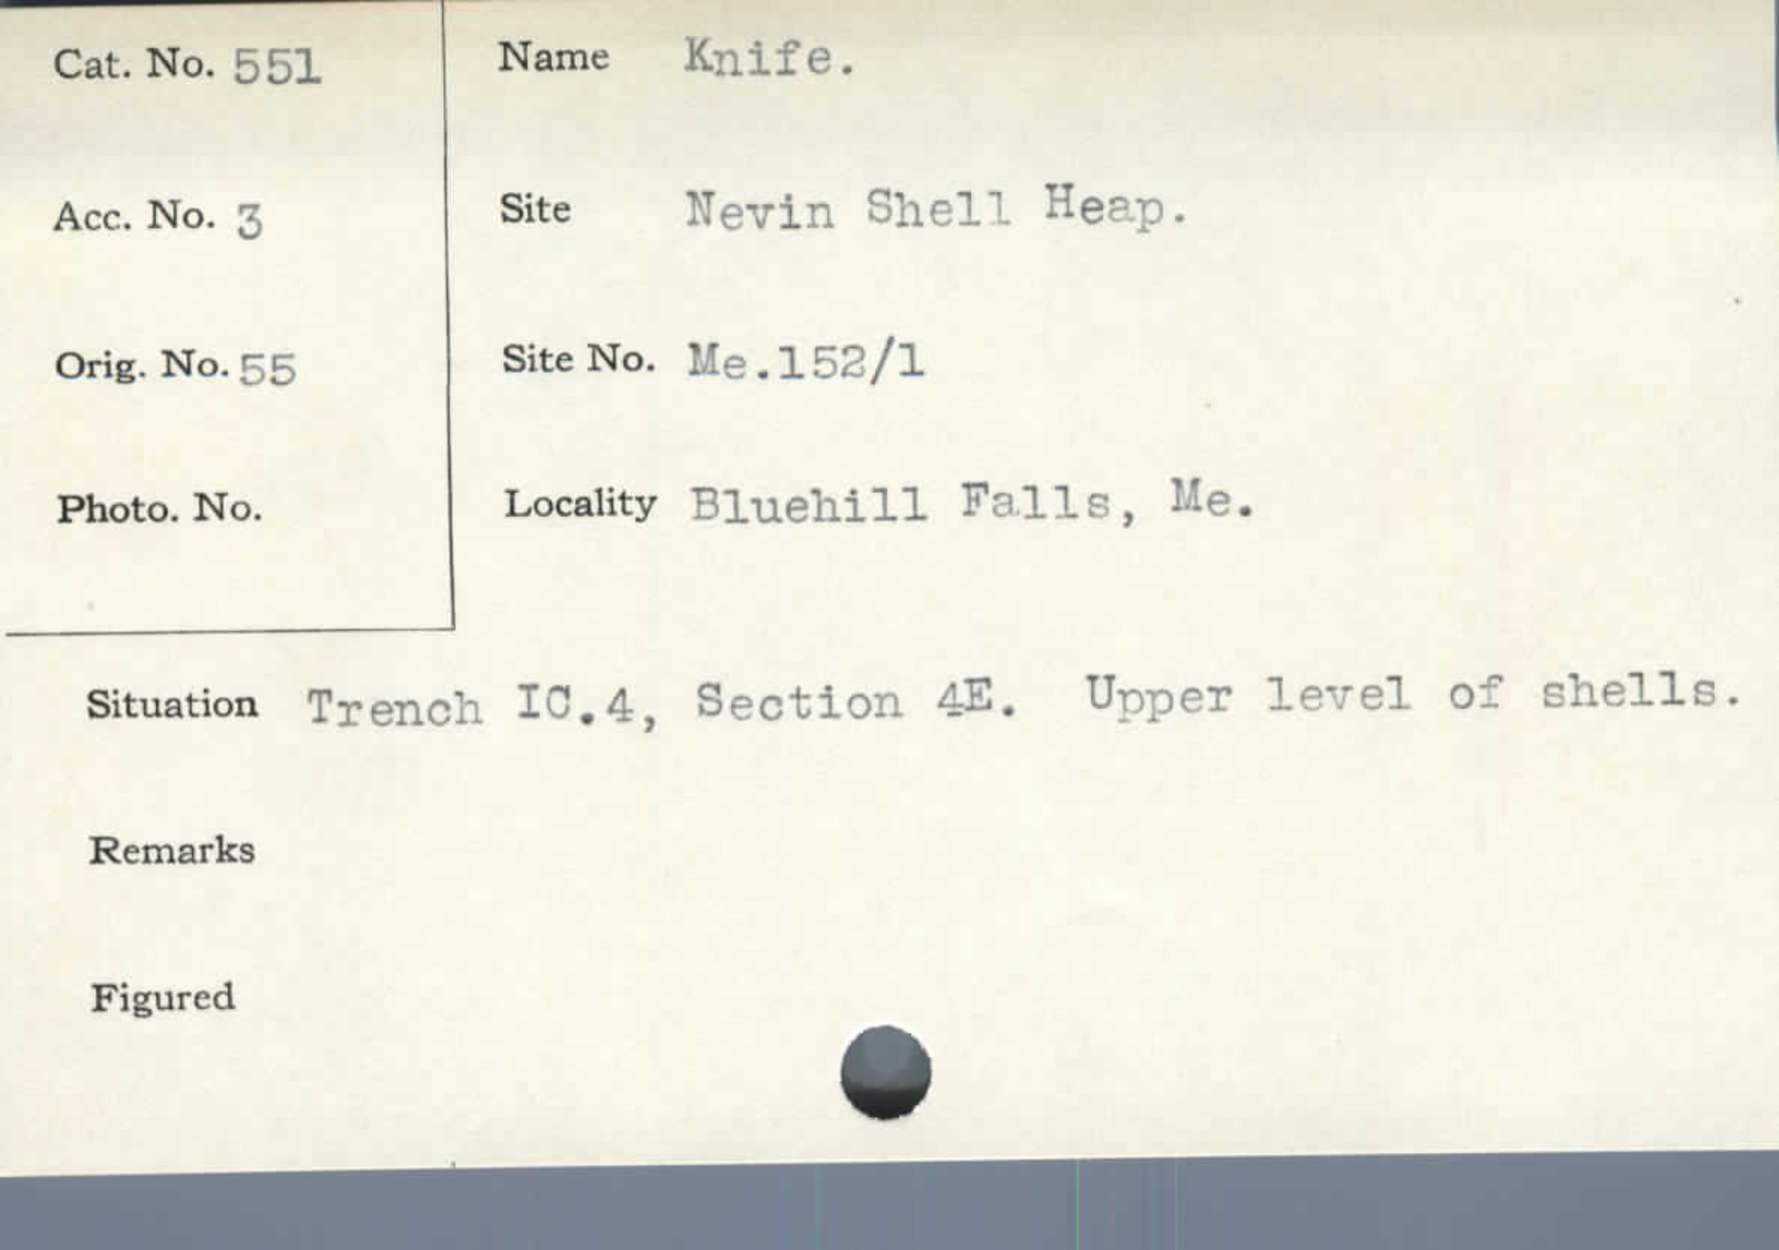 Cat. No. 551
Acc. No. 3
Orig. No. 55
Photo. No.
Name Knife.
Site Nevin Shell Heap.
Site No. Me.152/1
Locality Bluehill Falls, Me.
Situation Trench IC.4, Section 4E. Upper level of shells.
Remarks
Figured